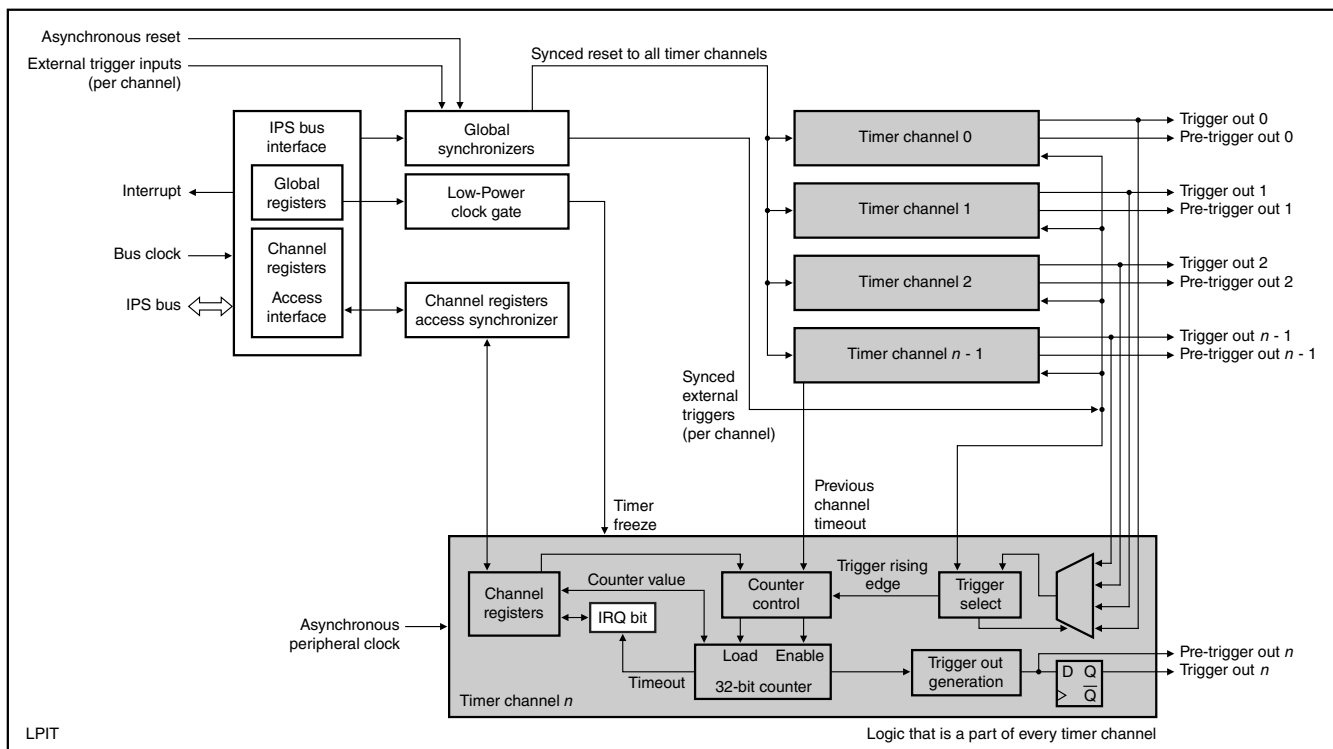 Asynchronous reset
External trigger inputs
(per channel)
Synced reset to all timer channels
IPS bus
interface
Global
synchronizers
Timer channel 0
Trigger out 0
Pre-trigger out 0
Interrupt
Global
registers
Low-Power
clock gate
Timer channel 1
Trigger out 1
Pre-trigger out 1
Bus clock
Channel
registers
Access
interface
IPS bus
Channel registers
access synchronizer
Timer channel 2
Trigger out 2
Pre-trigger out 2
Timer channel n - 1
Trigger out n - 1
Pre-trigger out n - 1
Synced
external
triggers
(per channel)
Timer
freeze
Previous
channel
timeout
Channel
registers
Counter value
IRQ bit
Counter
control
Trigger rising
edge
Trigger
select
Asynchronous
peripheral clock
Load Enable
32-bit counter
Timeout
Trigger out
generation
D Q
Q
Pre-trigger out n
Trigger out n
Timer channel n
LPIT
Logic that is a part of every timer channel